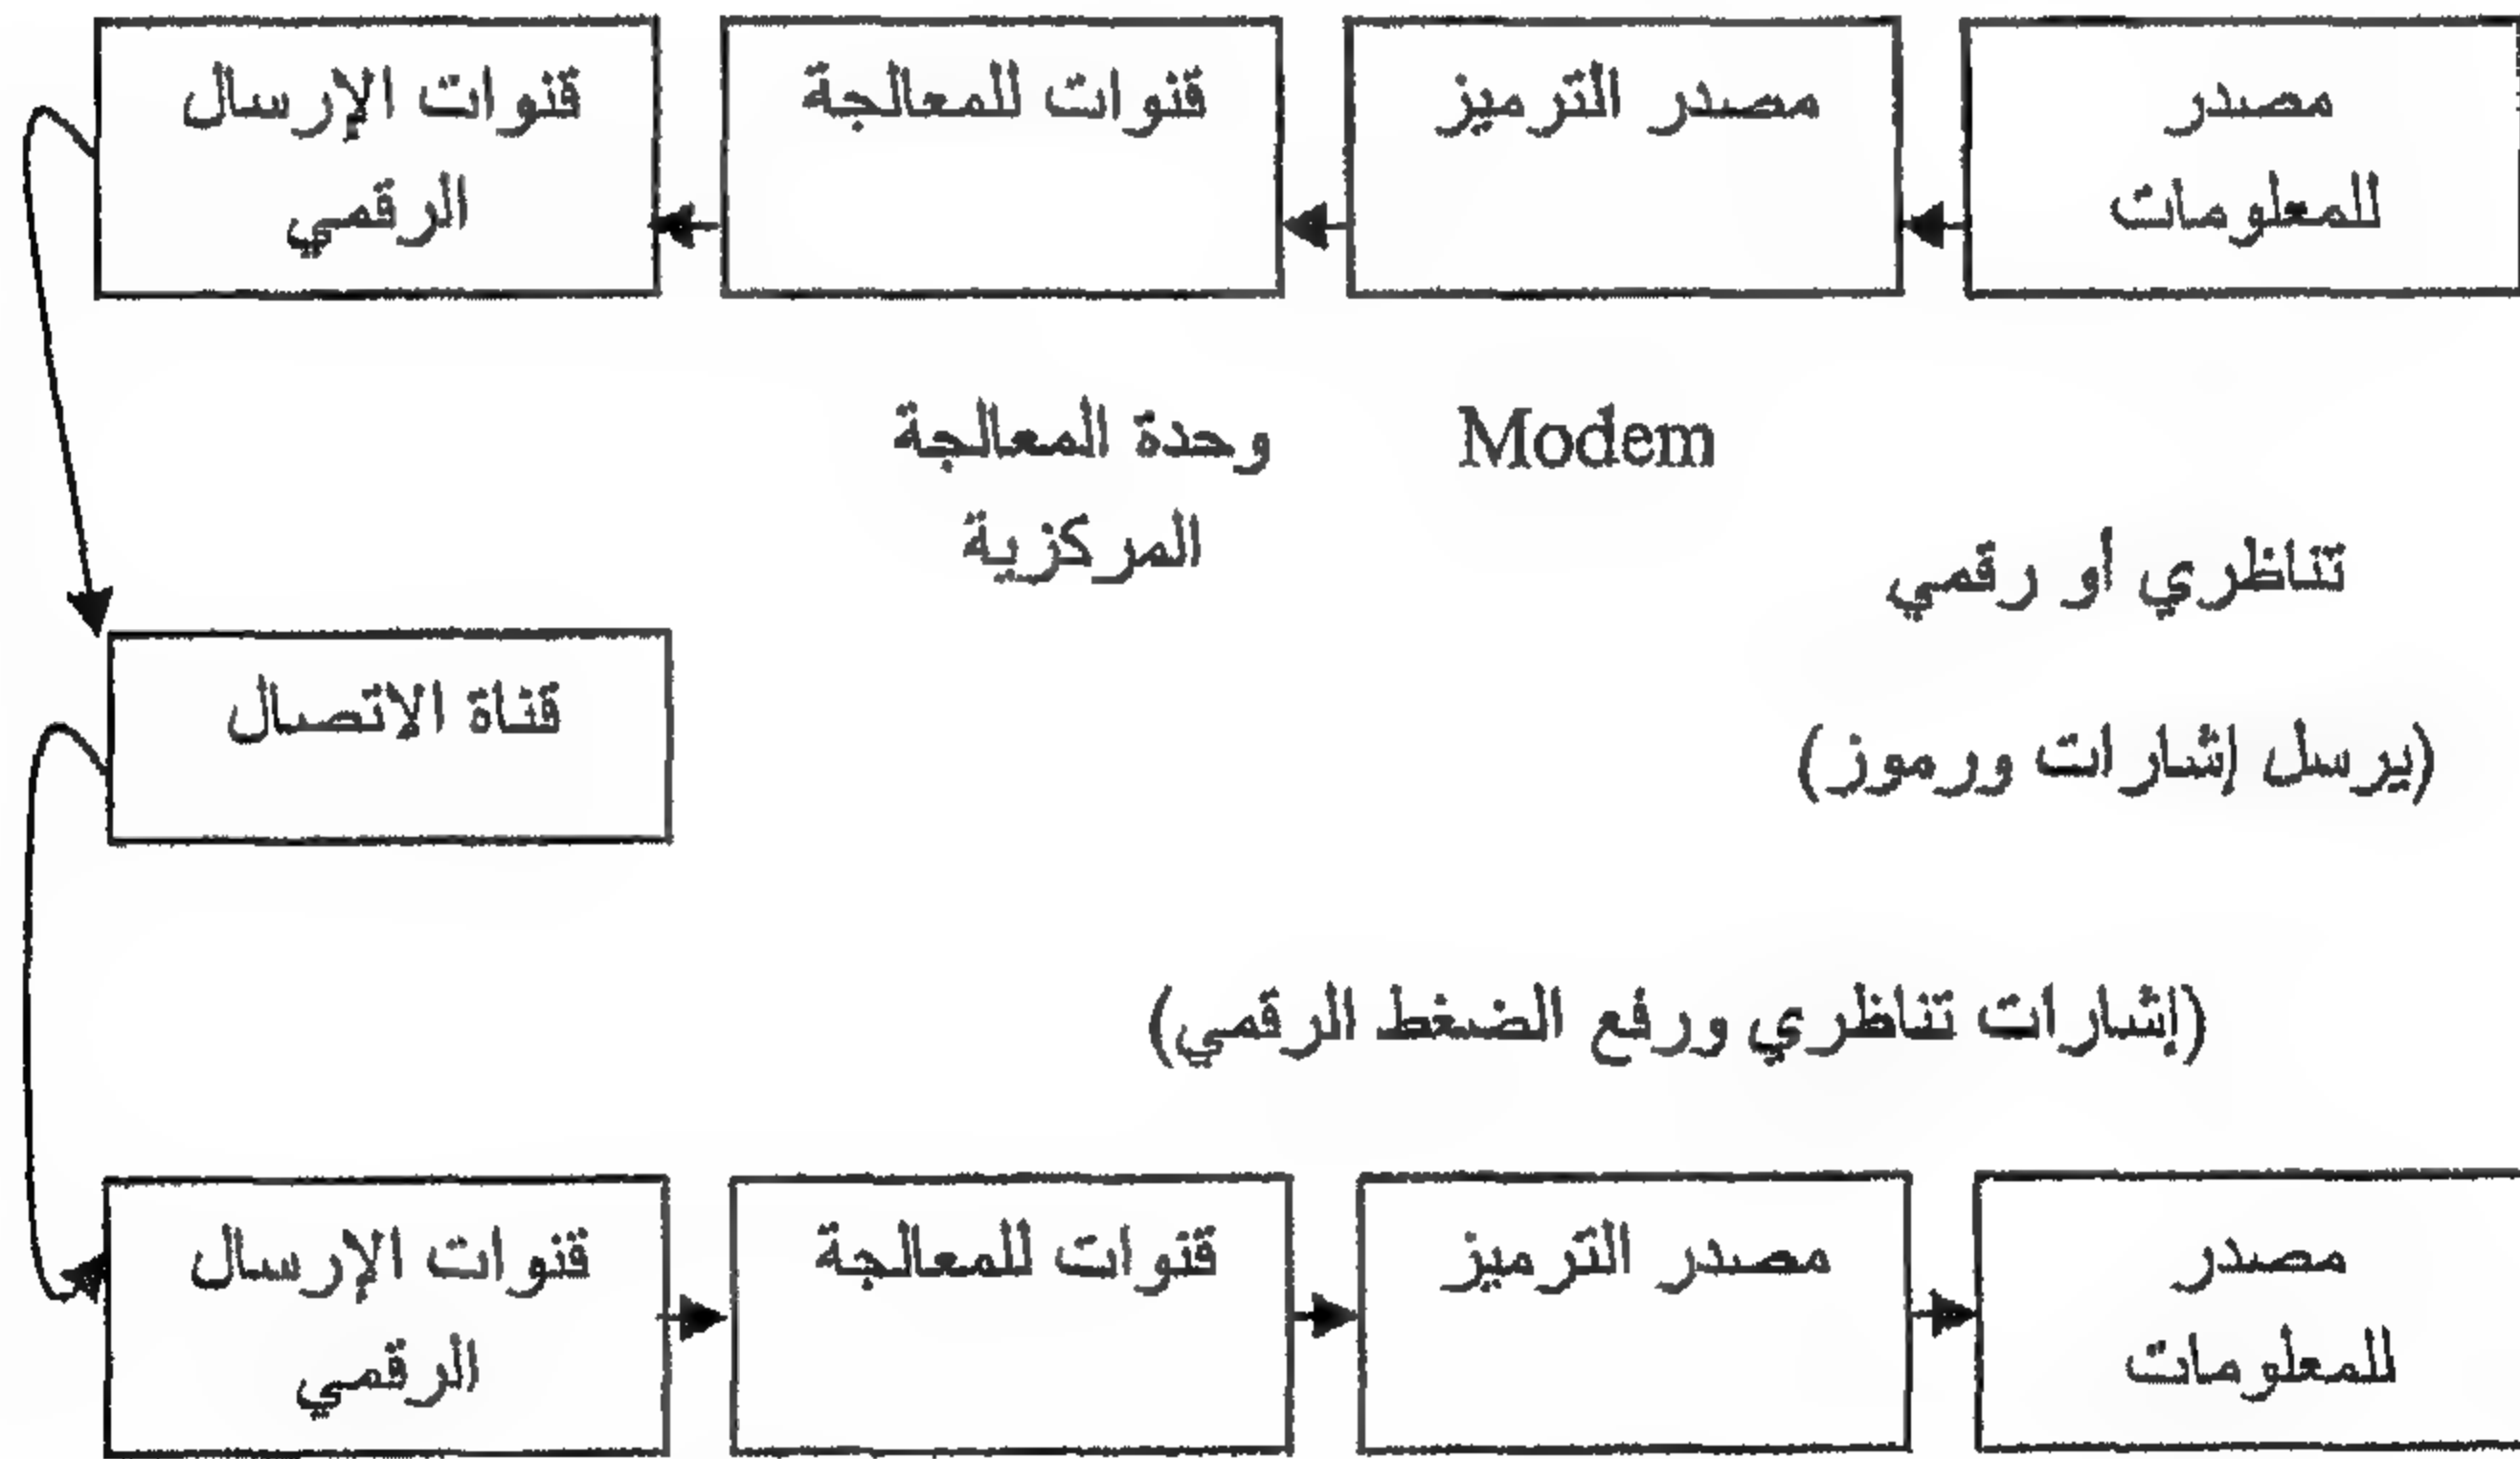 مصدر
للمعلومات
مصدر الترميز
قنوات للمعالجة
قنوات الإرسال
الرقمي
Modem
وحدة المعالجة
المركزية
تناظري أو رقمي
قناة الاتصال
(يرسل إشارات ورموز)
(إشارات تناظري ورفع الضغط الرقمي)
قنوات الإرسال
الرقمي
قنوات للمعالجة
مصدر الترميز
مصدر
للمعلومات